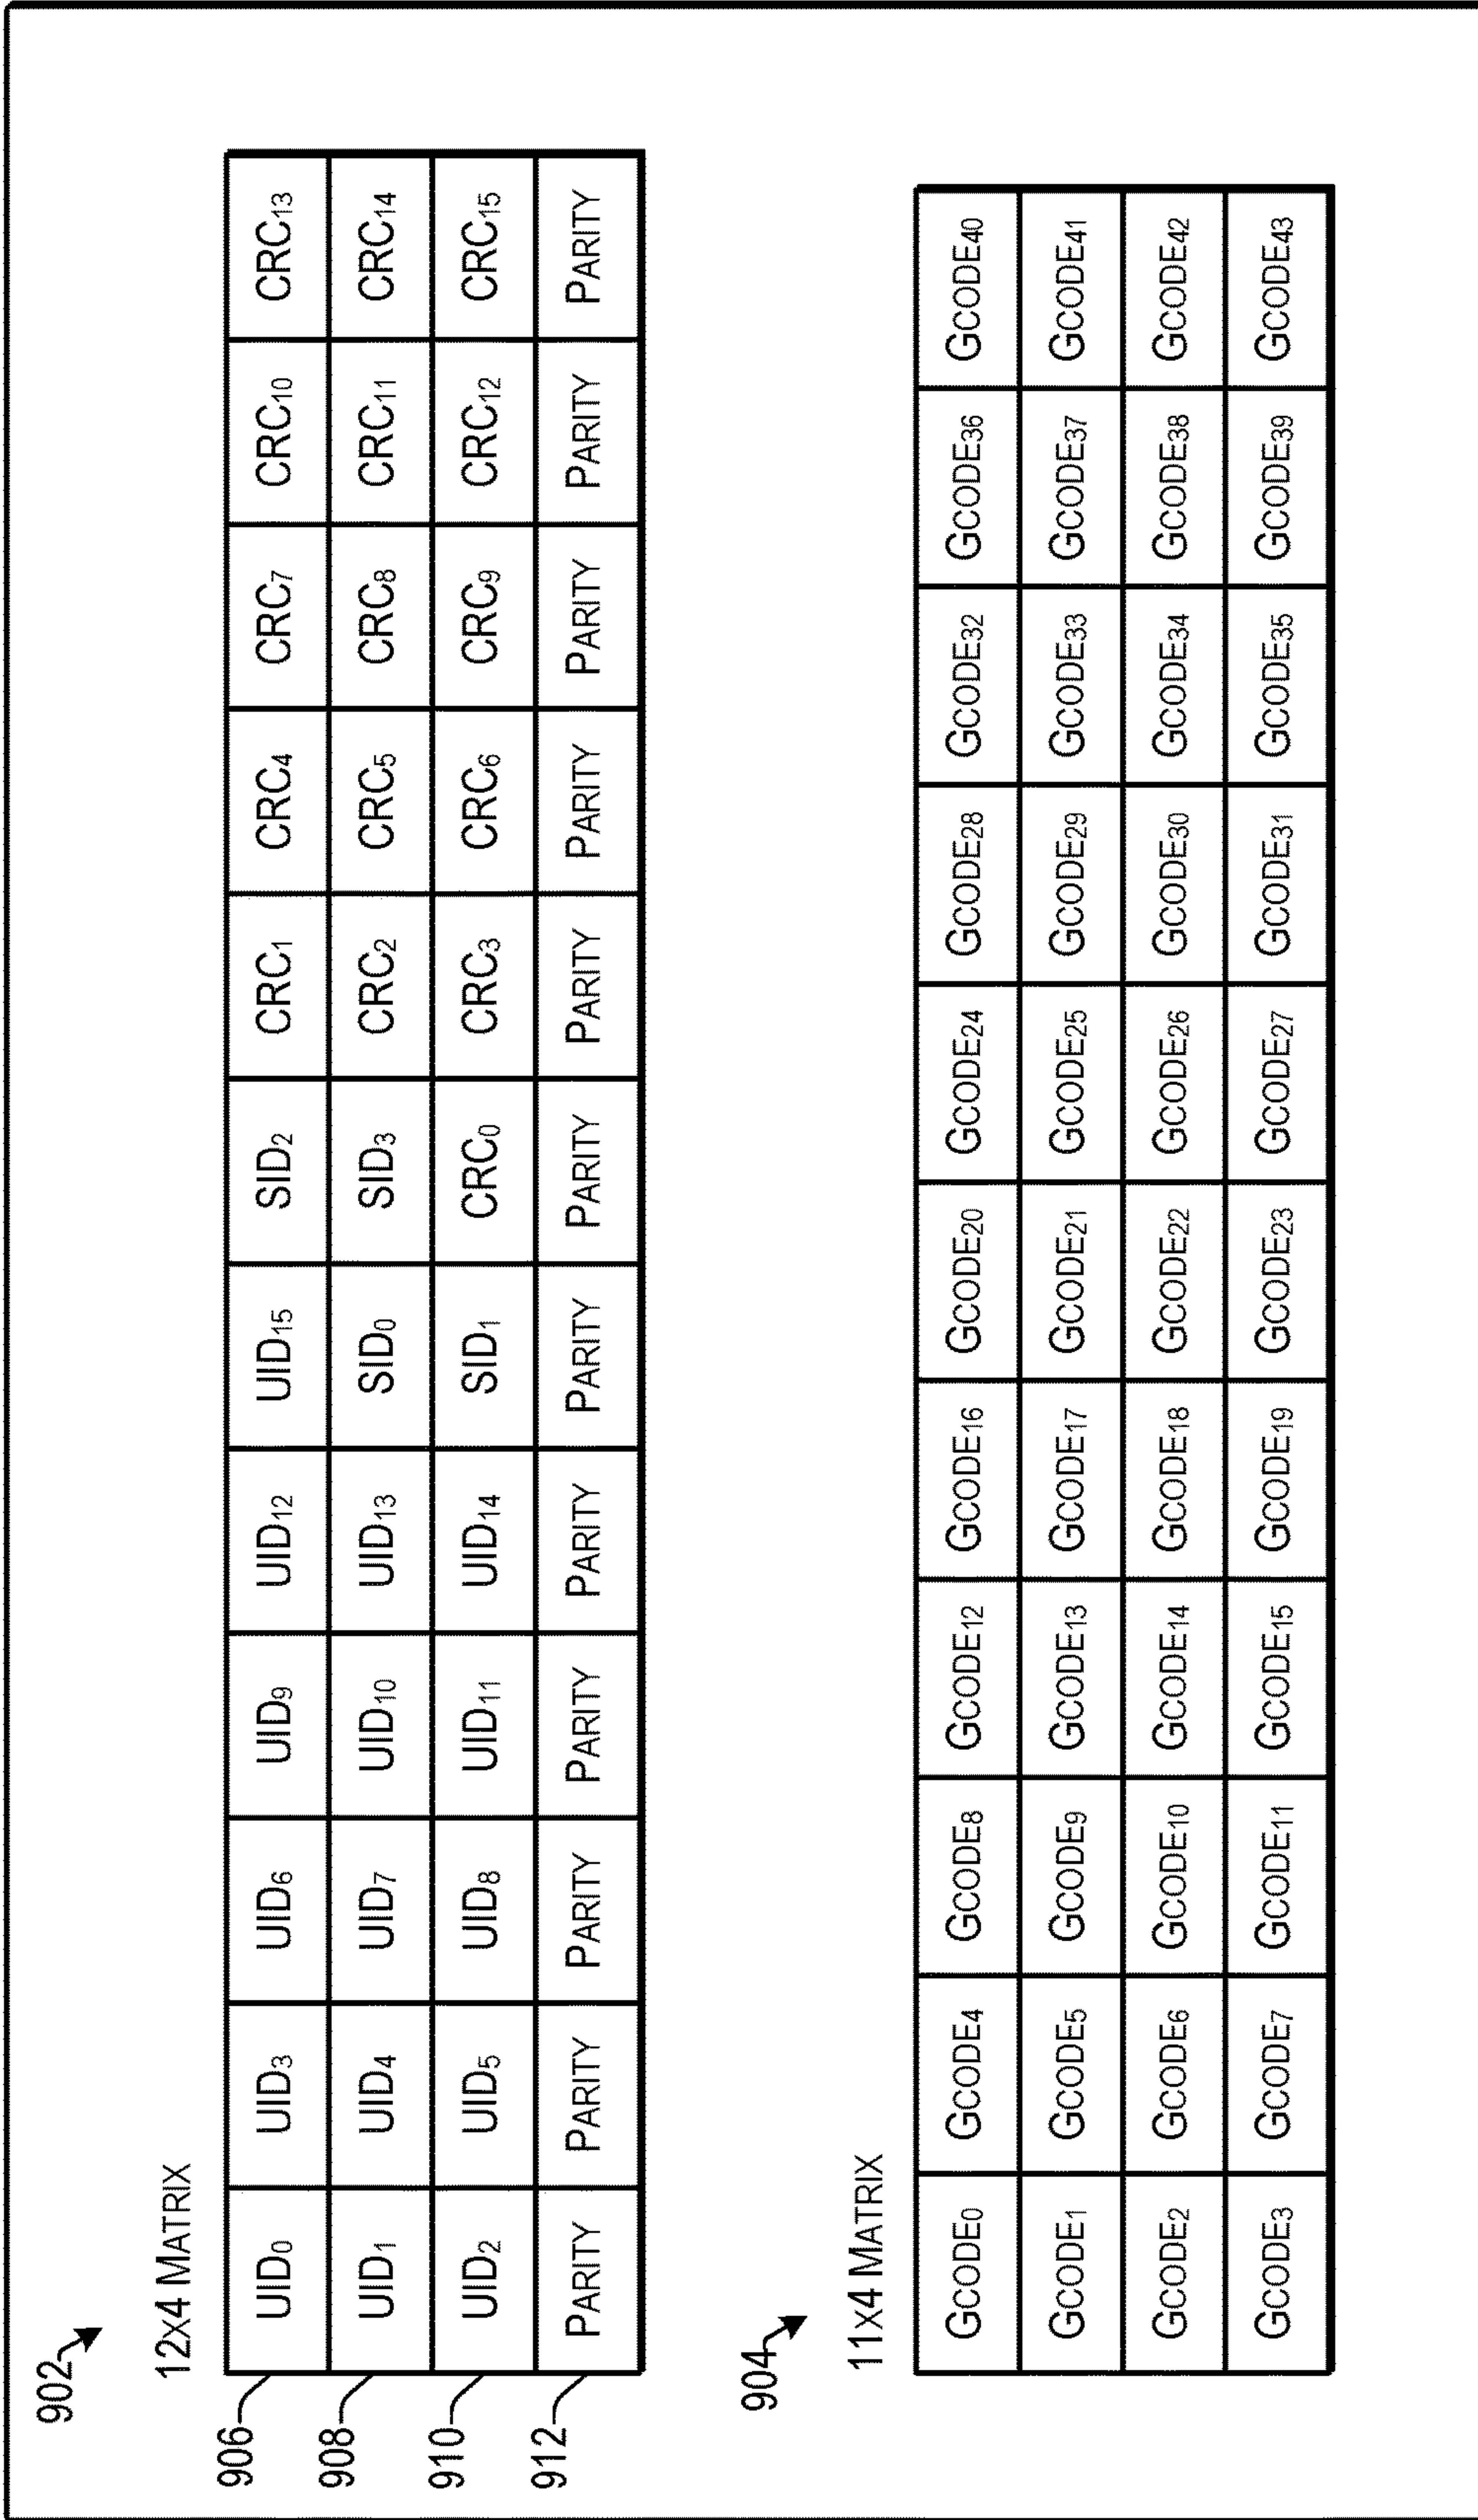 902
12x4 MATRIX
906 UID0 UID3 UID6 UID9 UID12 UID15 SID2 CRC1 CRC4 CRC7 CRC10 CRC13
908 UID1 UID4 UID7 UID10 UID13 SID0 SID3 CRC2 CRC5 CRC8 CRC11 CRC14
910 UID2 UID5 UID8 UID11 UID14 SID1 CRC0 CRC3 CRC6 CRC9 CRC12 CRC15
912 PARITY PARITY PARITY PARITY PARITY PARITY PARITY PARITY PARITY PARITY PARITY PARITY
904
11x4 MATRIX
GCODE0 GCODE4 GCODE8 GCODE12 GCODE16 GCODE20 GCODE24 GCODE28 GCODE32 GCODE36 GCODE40
GCODE1 GCODE5 GCODE9 GCODE13 GCODE17 GCODE21 GCODE25 GCODE29 GCODE33 GCODE37 GCODE41
GCODE2 GCODE6 GCODE10 GCODE14 GCODE18 GCODE22 GCODE26 GCODE30 GCODE34 GCODE38 GCODE42
GCODE3 GCODE7 GCODE11 GCODE15 GCODE19 GCODE23 GCODE27 GCODE31 GCODE35 GCODE39 GCODE43